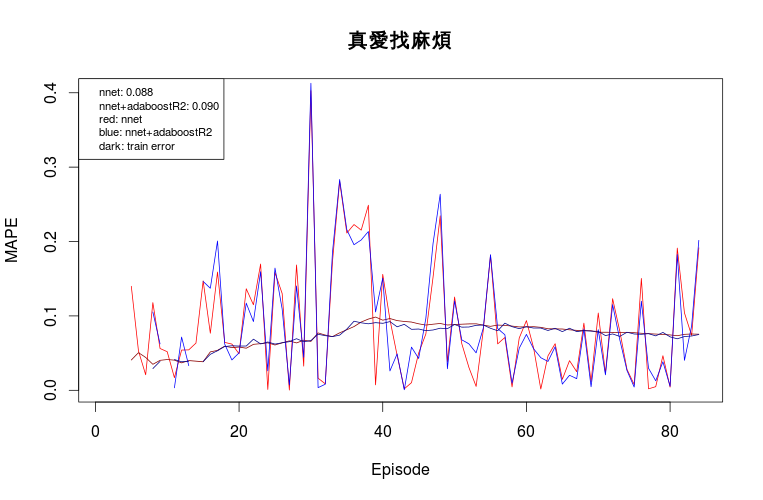 真愛找麻煩
nnet: 0.088
nnet+adaboostR2: 0.090
red: nnet
blue: nnet+adaboostR2
dark: train error
MAPE
0.4
0.3
0.2
0.1
0.0
0 20 40 60 80
Episode